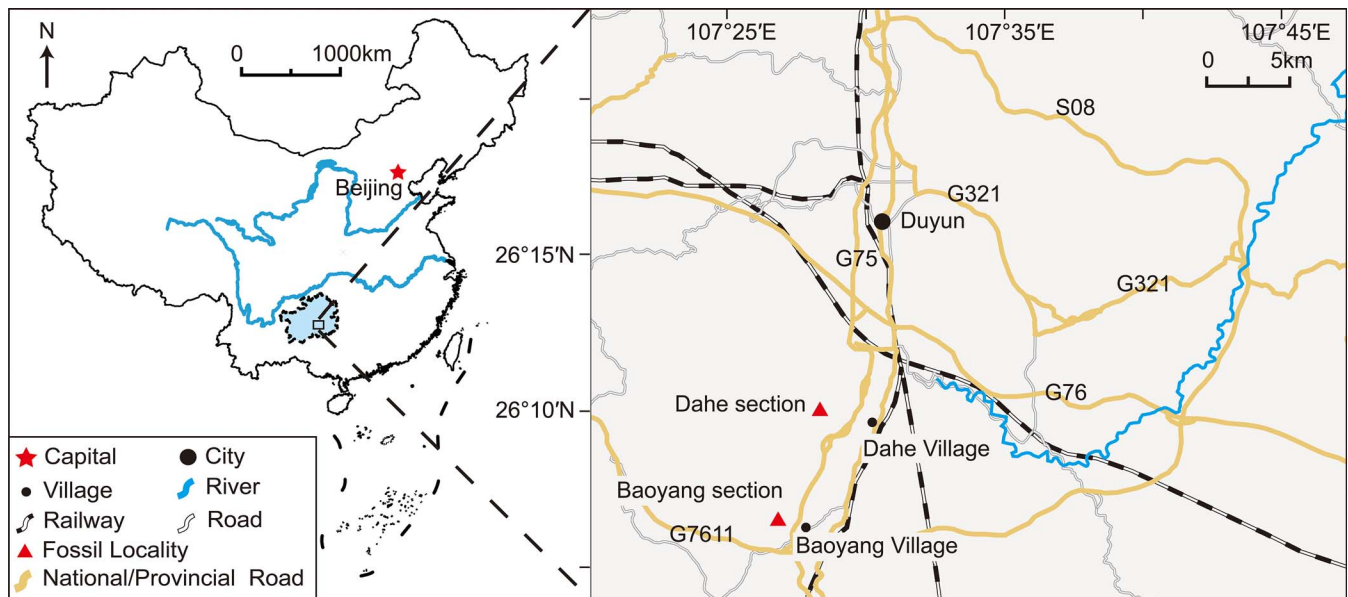 N
0 1000km
Beijing
Capital
City
Village
River
Railway
Road
Fossil Locality
National/Provincial Road
107°25′E
107°35′E
107°45′E
0 5km
26°15′N
26°10′N
S08
G321
Duyun
G75
G321
G76
Dahe section
Dahe Village
Baoyang section
G7611
Baoyang Village